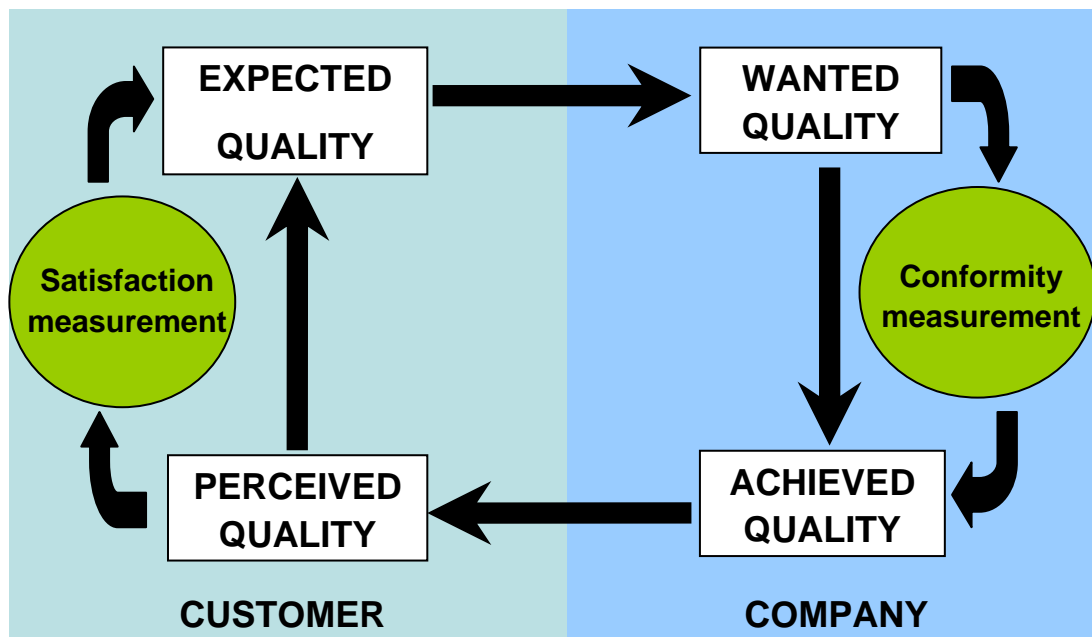 EXPECTED
QUALITY
WANTED
QUALITY
Satisfaction
measurement
Conformity
measurement
PERCEIVED
QUALITY
ACHIEVED
QUALITY
CUSTOMER
COMPANY